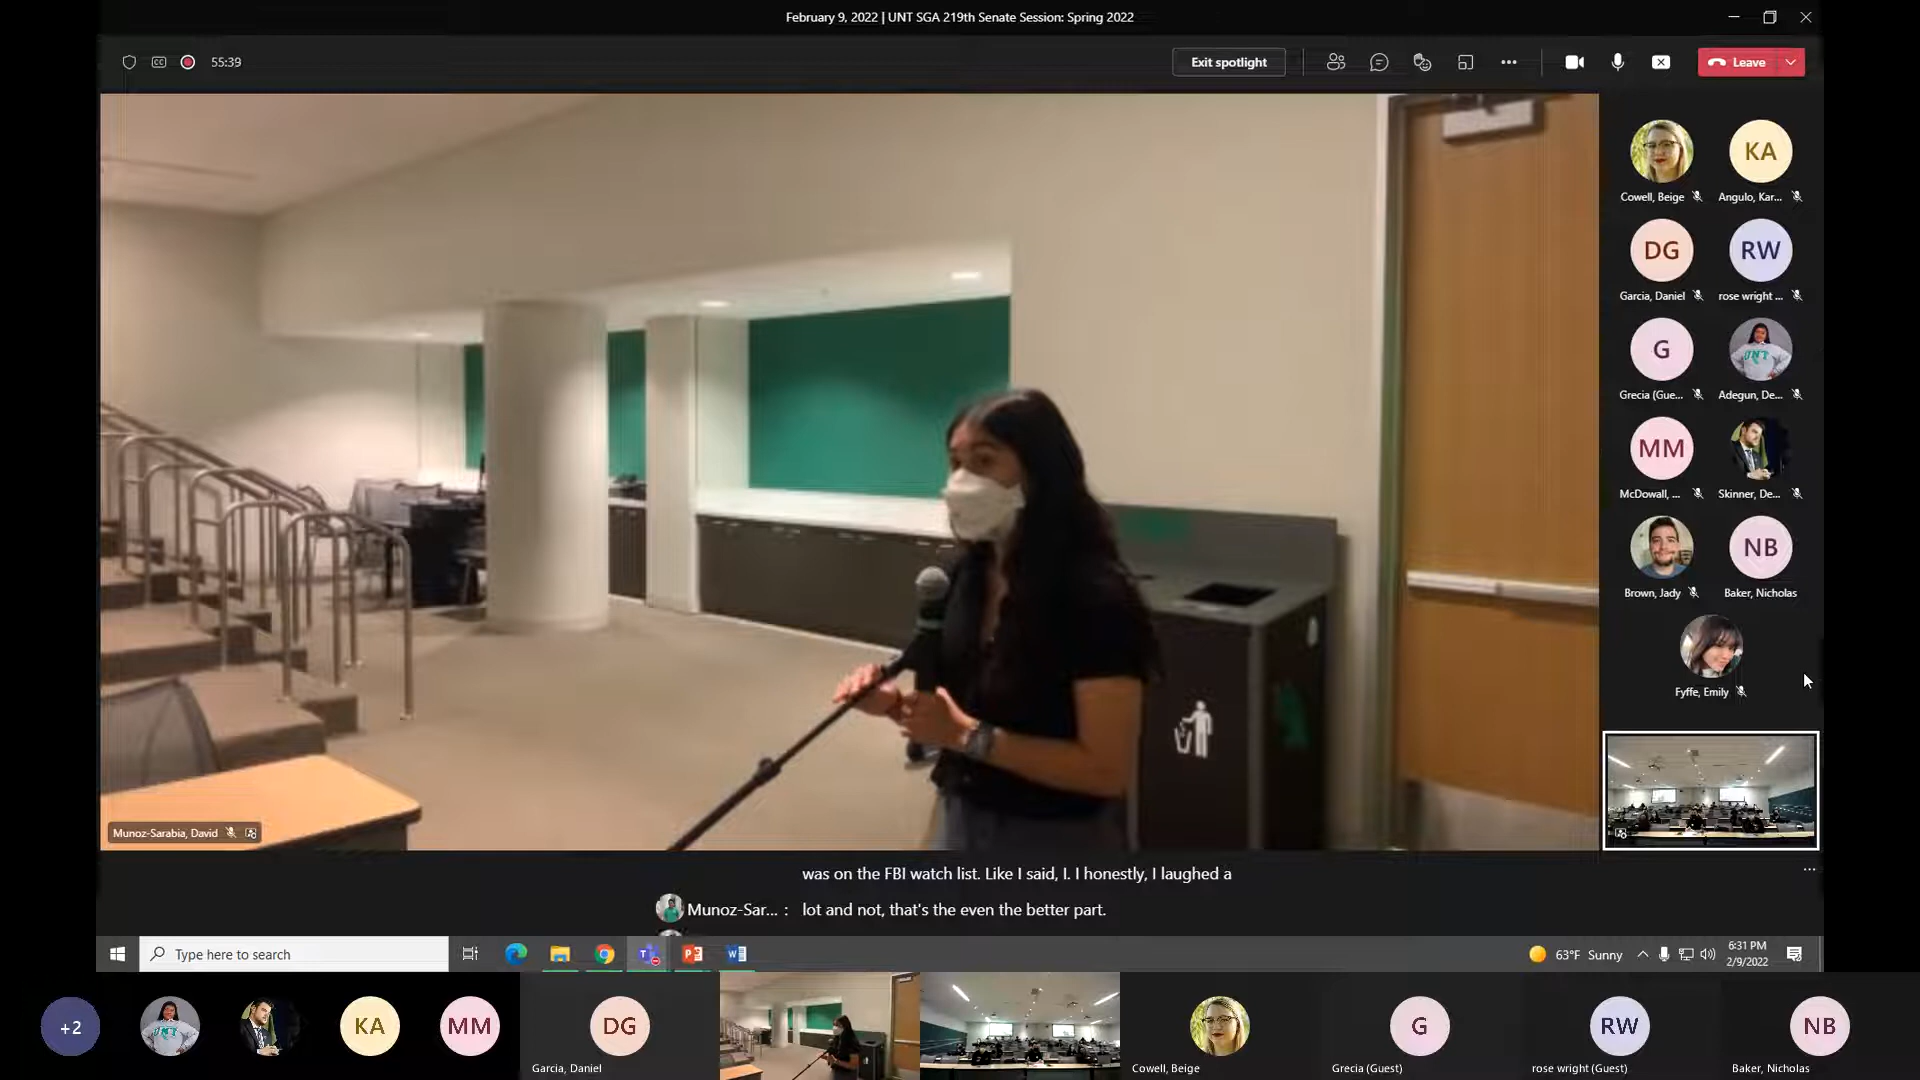 February 9, 2022 | UNT SGA 219th Senate Session: Spring 2022
CC
55:39
Exit spotlight
Leave
KA
Cowell, Beige
Angulo, Kar...
DG
RW
Garcia, Daniel
rose wright ...
G
UNT
Grecia (Gue...
Adegun, De...
MM
McDowall, ...
Skinner, De...
NB
Brown, Jady
Baker, Nicholas
Fyffe, Emily
Munoz-Sarabia, David
was on the FBI watch list. Like I said, I. I honestly, I laughed a
Munoz-Sar... : lot and not, that's the even the better part.
Type here to search
63°F Sunny
6:31 PM
2/9/2022
+2
UNT
KA
MM
DG
G
RW
NB
Garcia, Daniel
Cowell, Beige
Grecia (Guest)
rose wright (Guest)
Baker, Nicholas